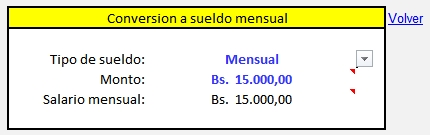 Conversion a sueldo mensual Volver
Tipo de sueldo: Mensual
Monto: Bs. 15.000,00
Salario mensual: Bs. 15.000,00